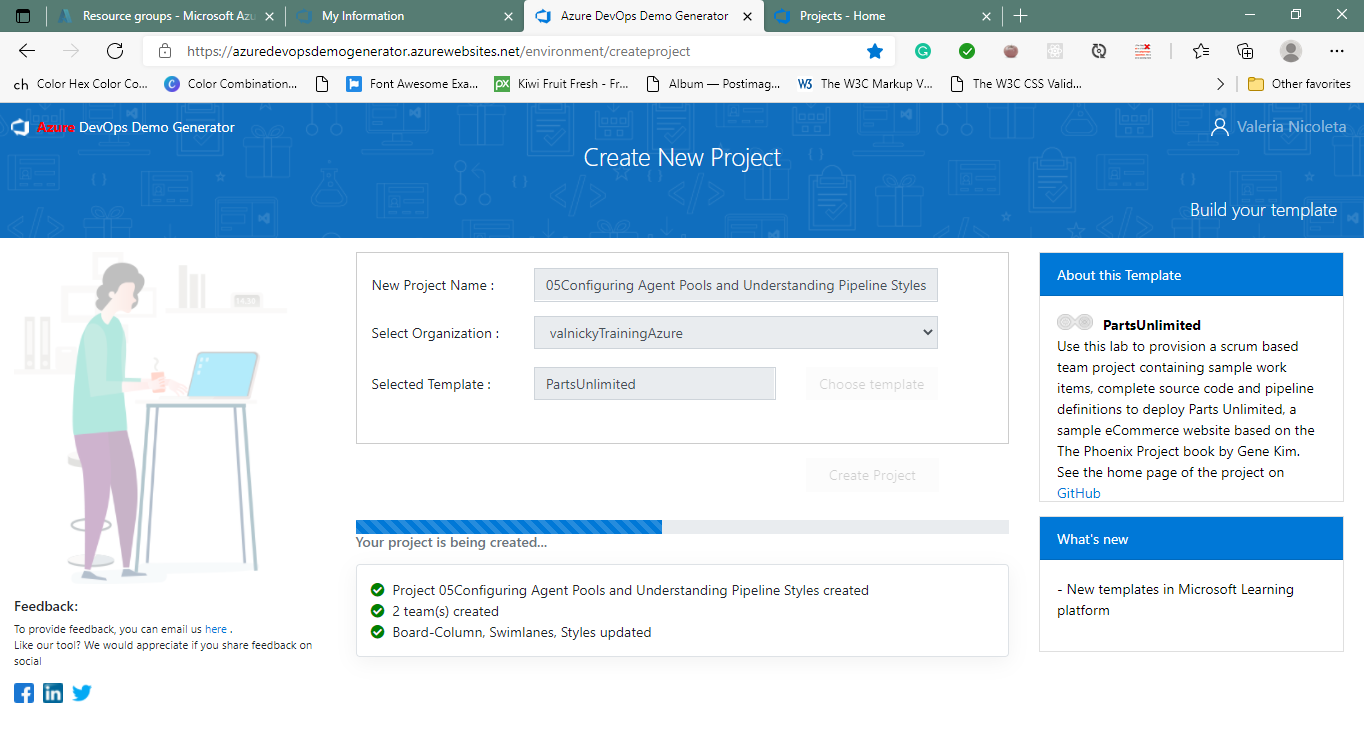 Resource groups - Microsoft Azu
My Information
Azure DevOps Demo Generator
Projects - Home
https://azuredevopsdemogenerator.azurewebsites.net/environment/createproject
ch Color Hex Color Co...
Color Combination...
Font Awesome Exa...
Kiwi Fruit Fresh - Fr...
Album — Postimag...
The W3C Markup V...
The W3C CSS Valid...
Other favorites
Azure DevOps Demo Generator
Valeria Nicoleta
Create New Project
Build your template
New Project Name :
05Configuring Agent Pools and Understanding Pipeline Styles
Select Organization :
valnickyTrainingAzure
Selected Template :
PartsUnlimited
Choose template
Create Project
Your project is being created...
Project 05Configuring Agent Pools and Understanding Pipeline Styles created
2 team(s) created
Board-Column, Swimlanes, Styles updated
About this Template
PartsUnlimited
Use this lab to provision a scrum based
team project containing sample work
items, complete source code and pipeline
definitions to deploy Parts Unlimited, a
sample eCommerce website based on the
The Phoenix Project book by Gene Kim.
See the home page of the project on
GitHub
What's new
- New templates in Microsoft Learning
platform
Feedback:
To provide feedback, you can email us here .
Like our tool? We would appreciate if you share feedback on
social